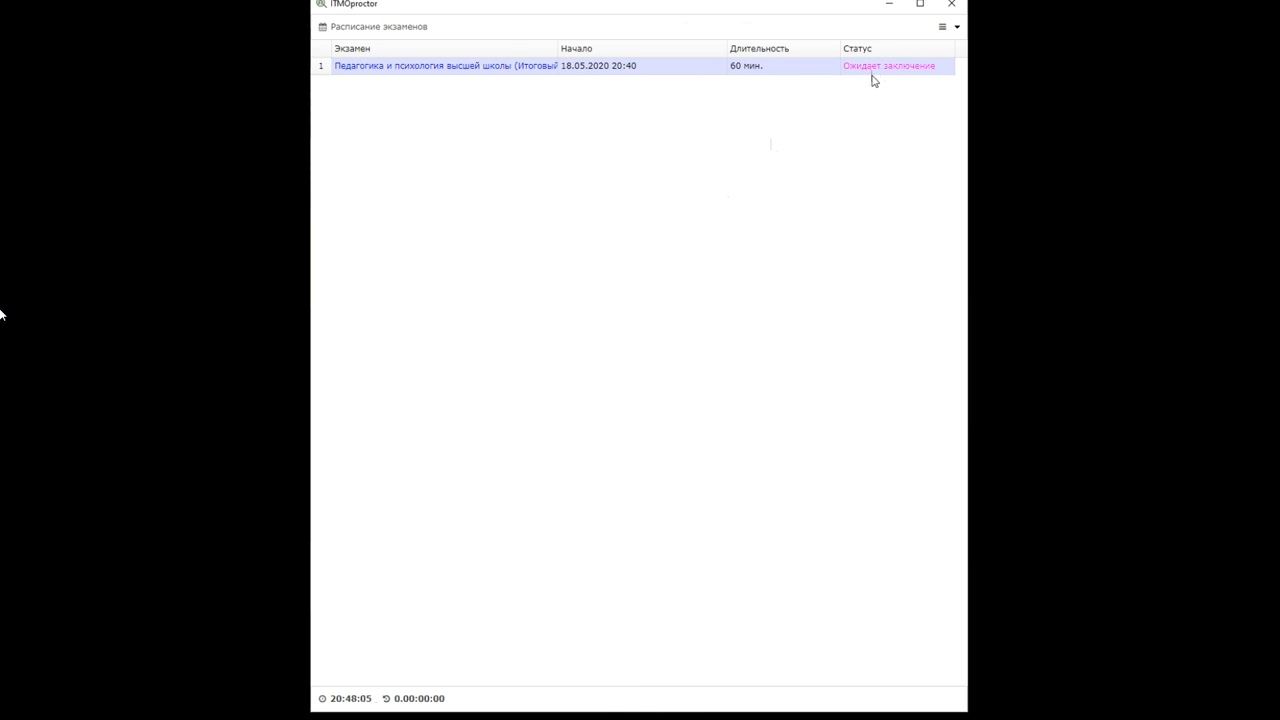 ITMOproctor
Расписание экзаменов
Экзамен Начало Длительность Статус
1 Педагогика и психология высшей школы (Итоговый 18.05.2020 20:40 60 мин. Ожидает заключение
20:48:05 0.00:00:00